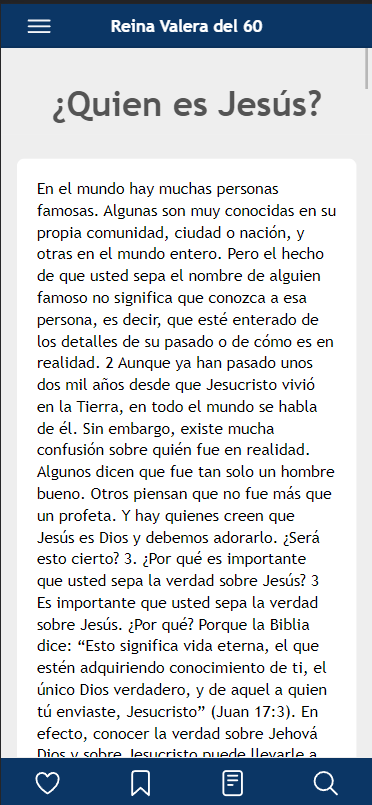 Reina Valera del 60
¿Quien es Jesús?
En el mundo hay muchas personas
famosas. Algunas son muy conocidas en su
propia comunidad, ciudad o nación, y
otras en el mundo entero. Pero el hecho
de que usted sepa el nombre de alguien
famoso no significa que conozca a esa
persona, es decir, que esté enterado de
los detalles de su pasado o de cómo es en
realidad. 2 Aunque ya han pasado unos
dos mil años desde que Jesucristo vivió
en la Tierra, en todo el mundo se habla
de él. Sin embargo, existe mucha
confusión sobre quién fue en realidad.
Algunos dicen que fue tan solo un hombre
bueno. Otros piensan que no fue más que
un profeta. Y hay quienes creen que
Jesús es Dios y debemos adorarlo. ¿Será
esto cierto? 3. ¿Por qué es importante
que usted sepa la verdad sobre Jesús? 3
Es importante que usted sepa la verdad
sobre Jesús. ¿Por qué? Porque la Biblia
dice: “Esto significa vida eterna, el que
estén adquiriendo conocimiento de ti, el
único Dios verdadero, y de aquel a quien
tú enviaste, Jesucristo” (Juan 17:3). En
efecto, conocer la verdad sobre Jehová
Dios y sobre Jesucristo puede llevarle a